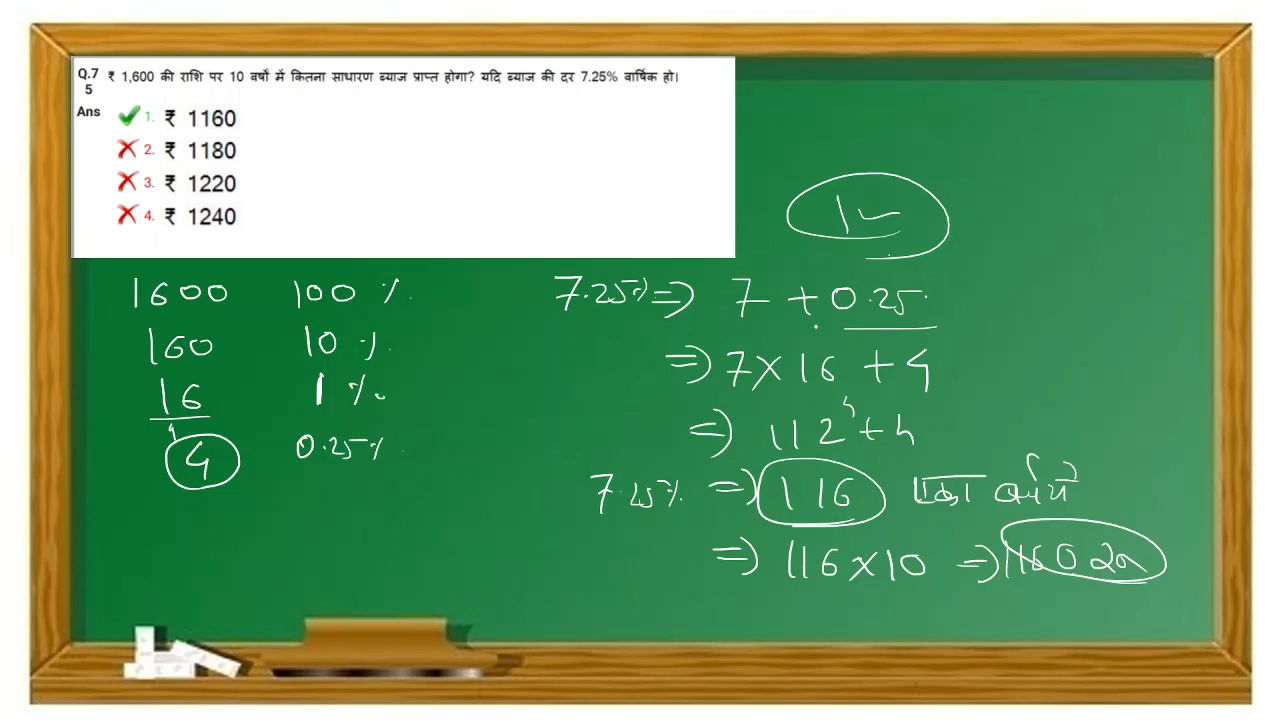 Q.7 ₹ 1,600 की राशि पर 10 वर्षों में कितना साधारण ब्याज प्राप्त होगा? यदि ब्याज की दर 7.25% वार्षिक हो।
5
Ans
1. ₹ 1160
2. ₹ 1180
3. ₹ 1220
4. ₹ 1240
1600 100 %
160 10 %
16 1 %
4 0.25%
7.25% => 7 + 0.25
=> 7 x 16 + 4
=> 112 + 4
7.25% => 116
=> 116 x 10 => 1160